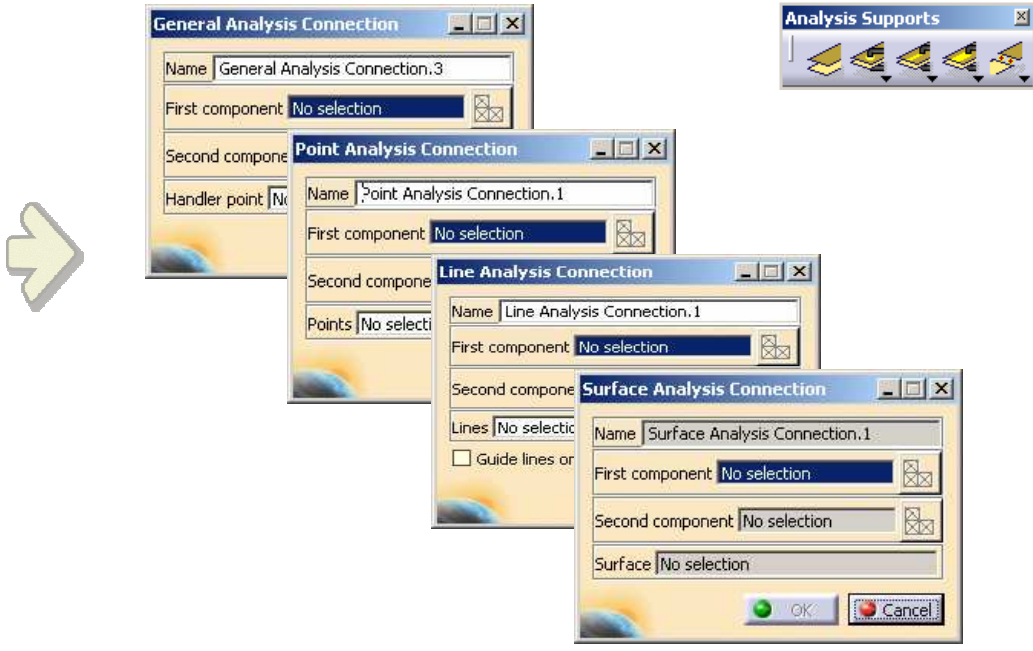 General Analysis Connection
Name General Analysis Connection.3
First component No selection
Second compone
Handler point No
Analysis Supports
Point Analysis Connection
Name Point Analysis Connection.1
First component No selection
Second compone
Points No selecti
Line Analysis Connection
Name Line Analysis Connection.1
First component No selection
Second compone
Lines No selectio
Guide lines or
Surface Analysis Connection
Name Surface Analysis Connection.1
First component No selection
Second component No selection
Surface No selection
OK Cancel